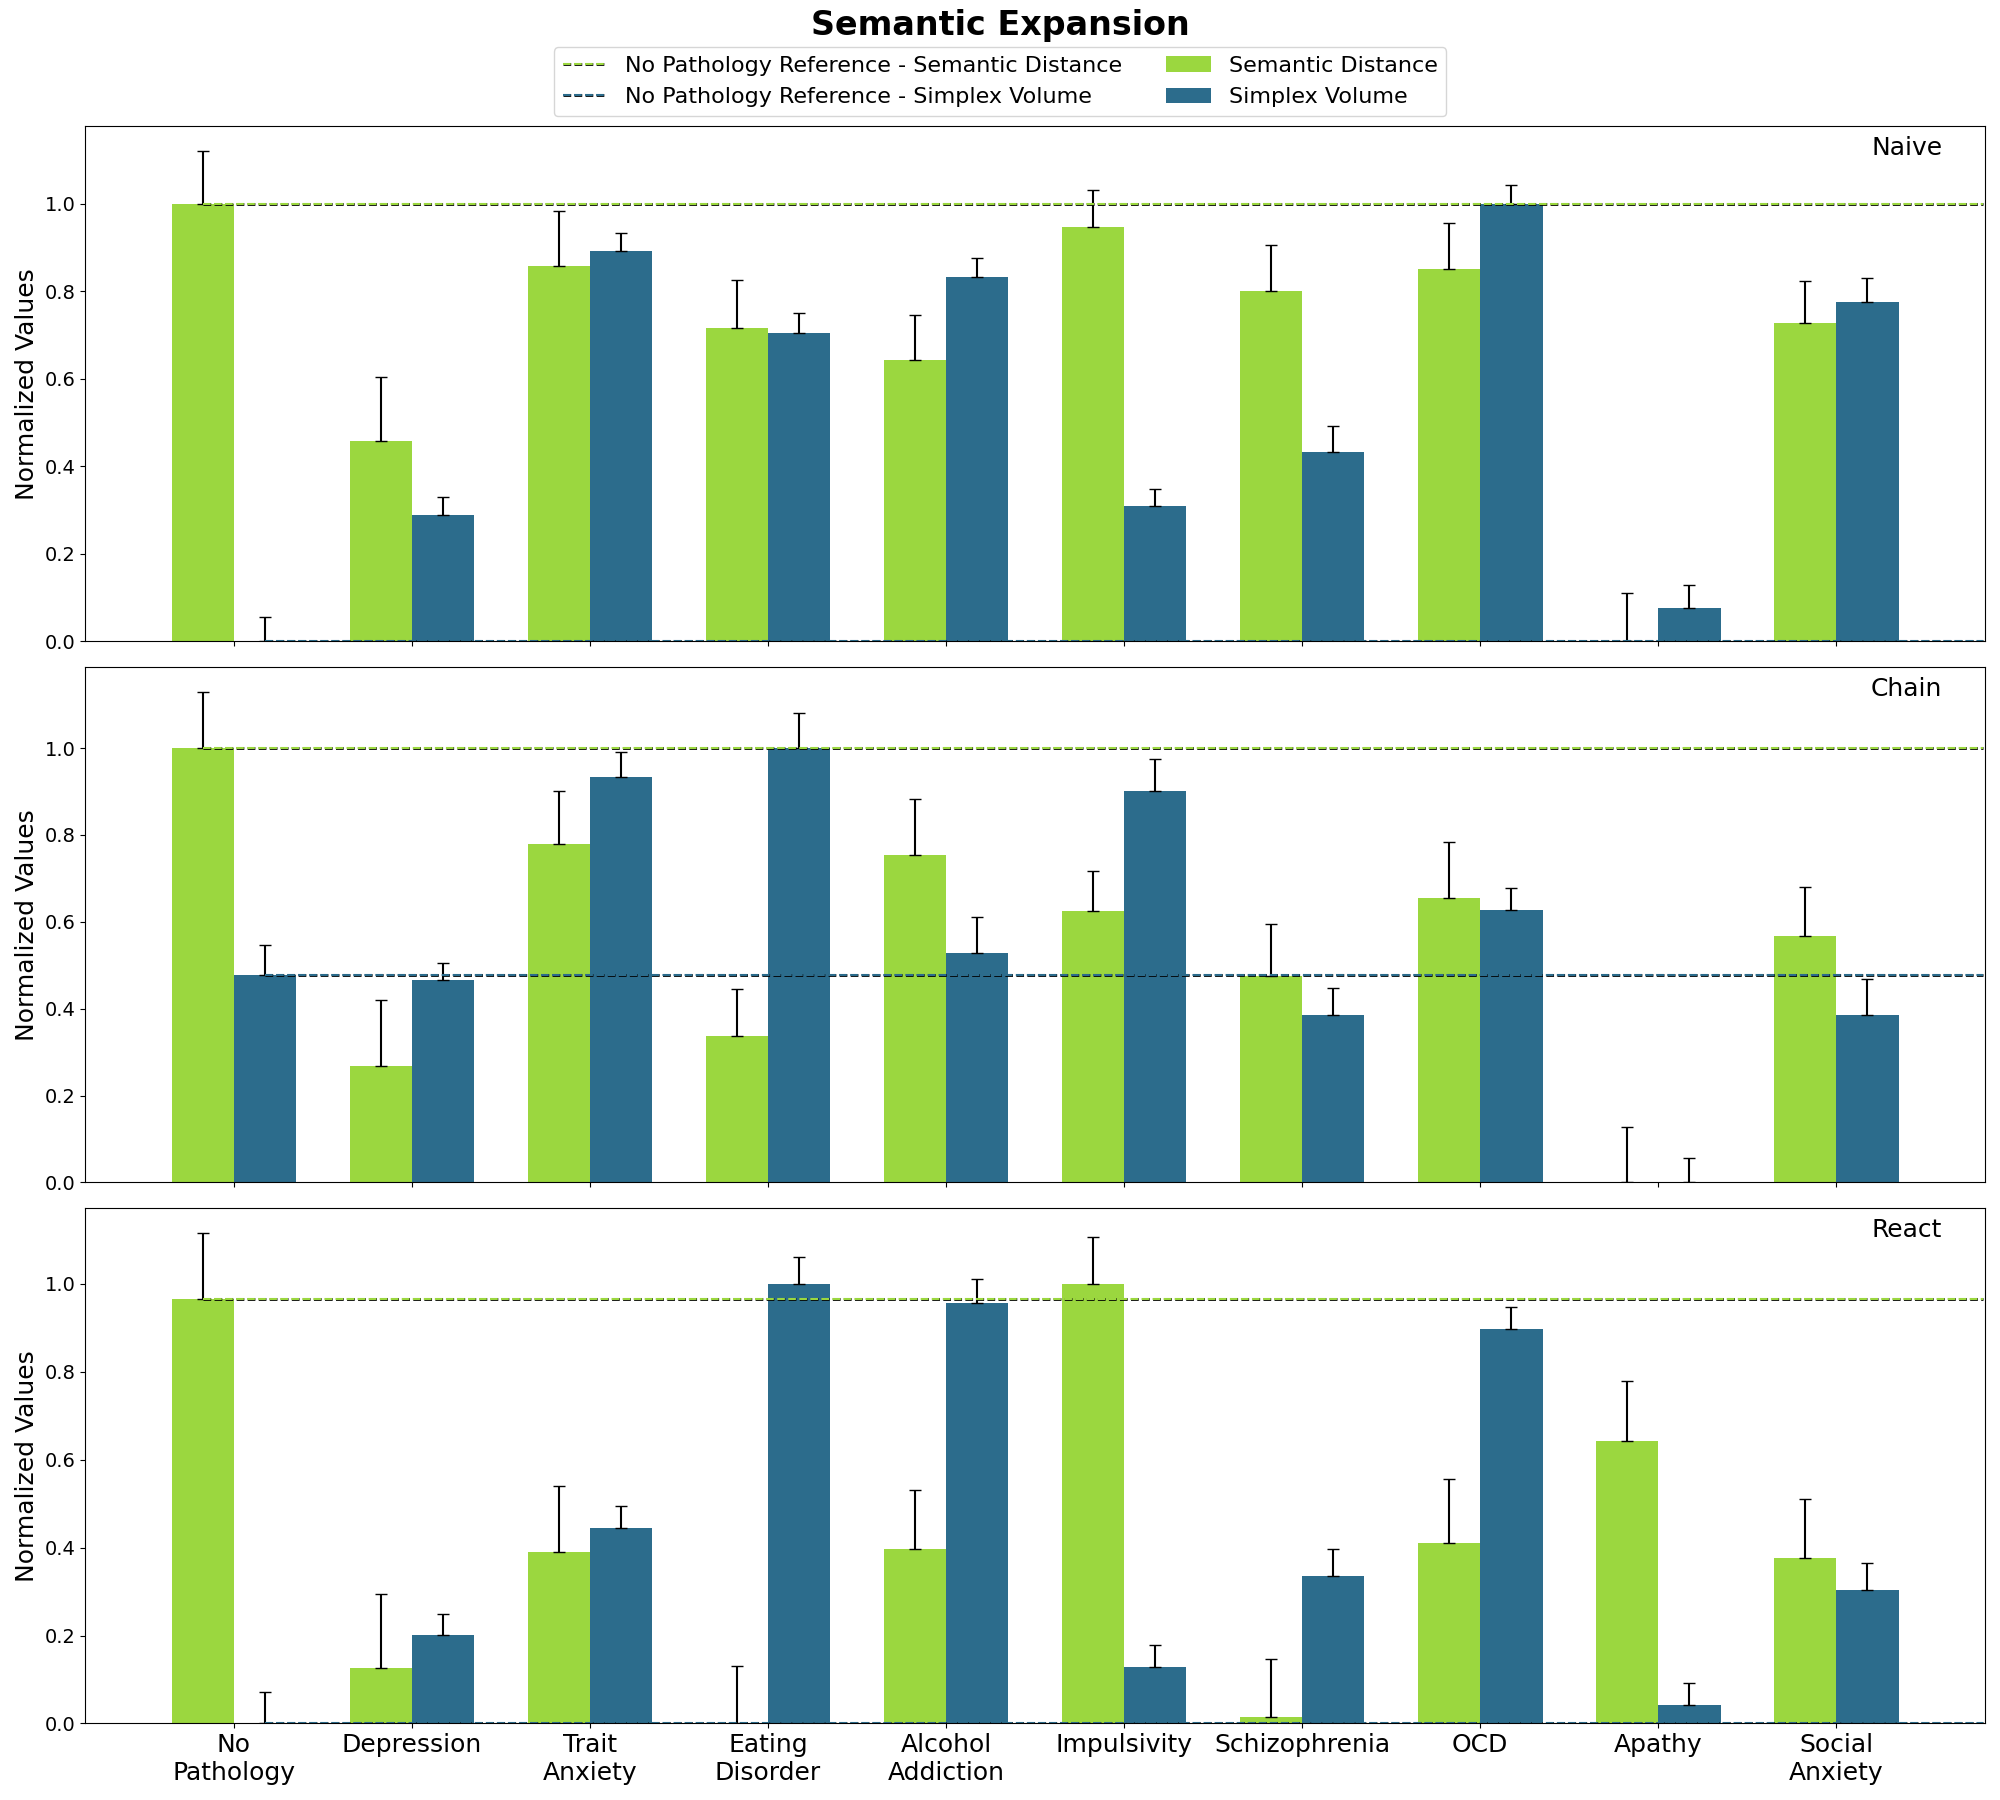 Semantic Expansion
No Pathology Reference - Semantic Distance
No Pathology Reference - Simplex Volume
Semantic Distance
Simplex Volume
Naive
Normalized Values
1.0
0.8
0.6
0.4
0.2
0.0
Chain
Normalized Values
1.0
0.8
0.6
0.4
0.2
0.0
React
Normalized Values
1.0
0.8
0.6
0.4
0.2
0.0
No
Pathology
Depression
Trait
Anxiety
Eating
Disorder
Alcohol
Addiction
Impulsivity
Schizophrenia
OCD
Apathy
Social
Anxiety